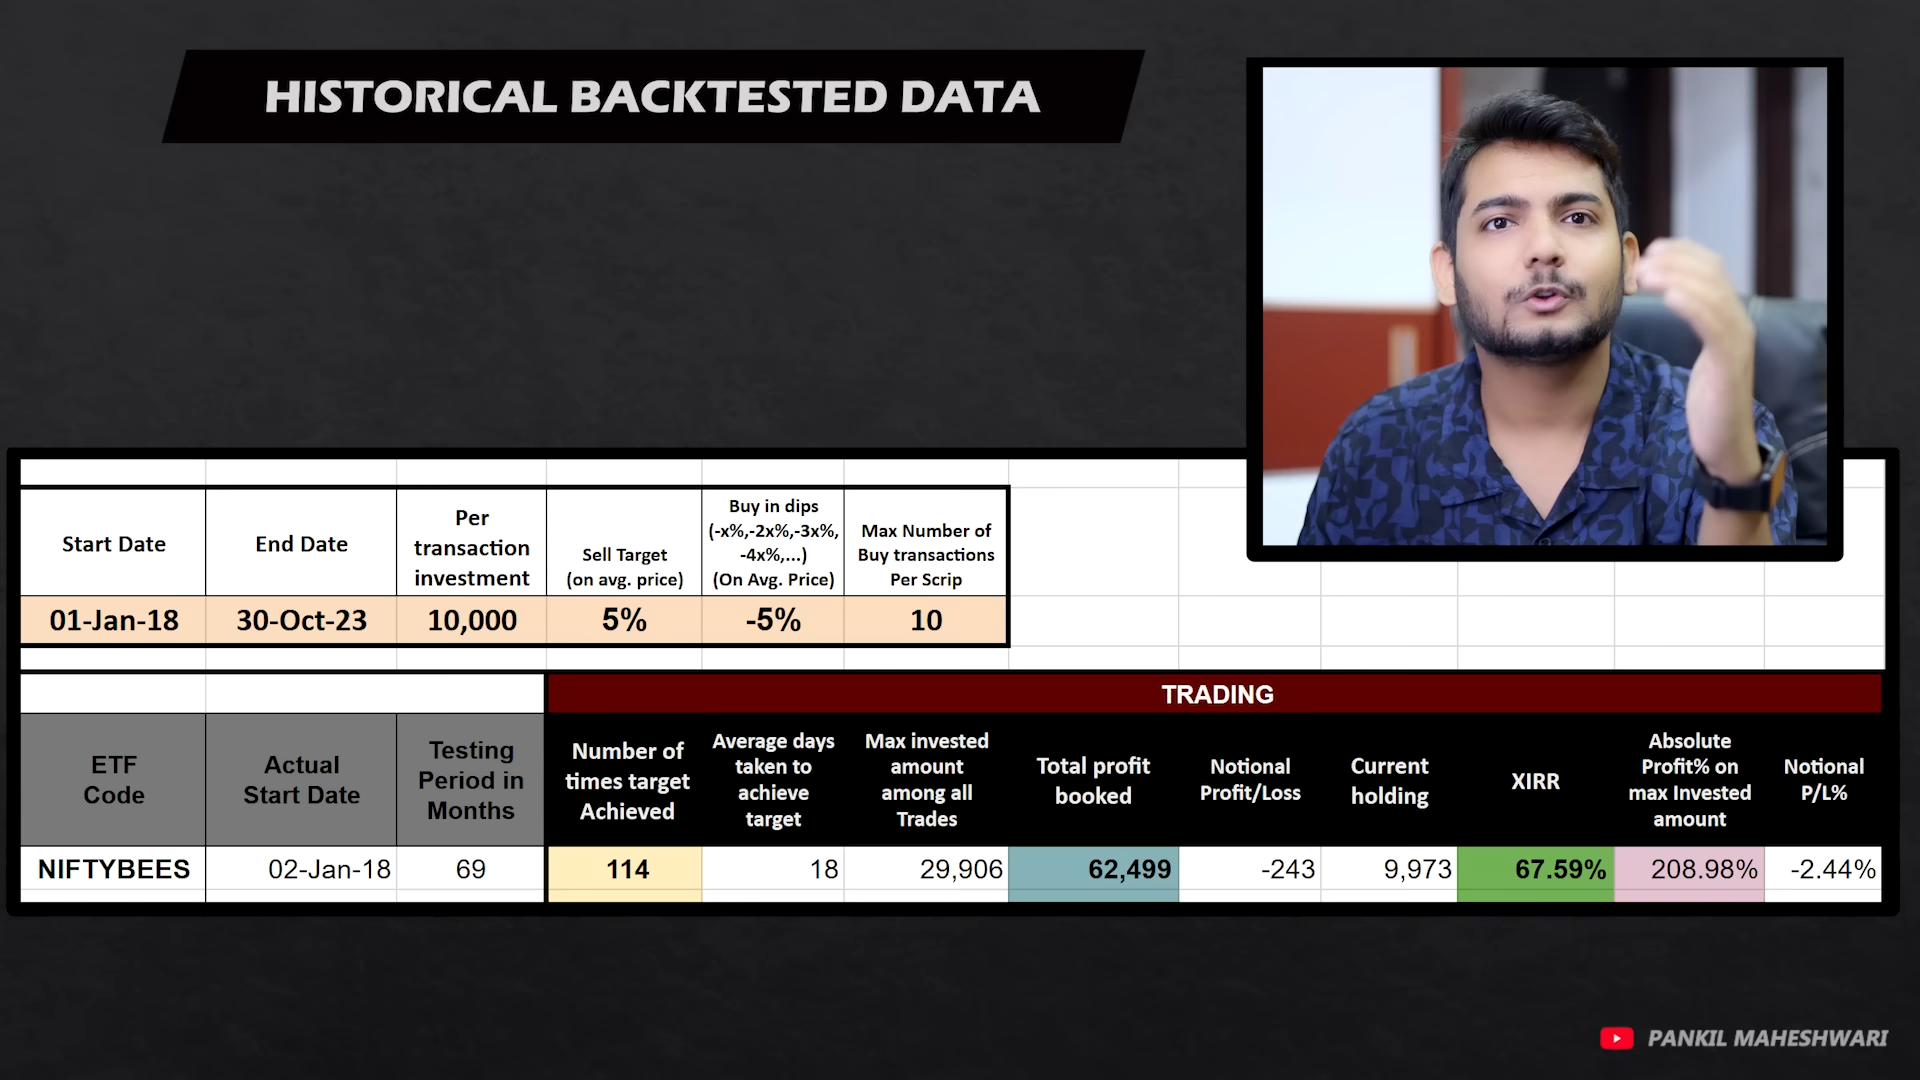 HISTORICAL BACKTESTED DATA
Start Date
End Date
Per
transaction
investment
Sell Target
(on avg. price)
Buy in dips
(-x%,-2x%,-3x%,
-4x%,...)
(On Avg. Price)
Max Number of
Buy transactions
Per Scrip
01-Jan-18
30-Oct-23
10,000
5%
-5%
10
TRADING
ETF
Code
Actual
Start Date
Testing
Period in
Months
Number of
times target
Achieved
Average days
taken to
achieve
target
Max invested
amount
among all
Trades
Total profit
booked
Notional
Profit/Loss
Current
holding
XIRR
Absolute
Profit% on
max Invested
amount
Notional
P/L%
NIFTYBEES
02-Jan-18
69
114
18
29,906
62,499
-243
9,973
67.59%
208.98%
-2.44%
PANKIL MAHESHWARI